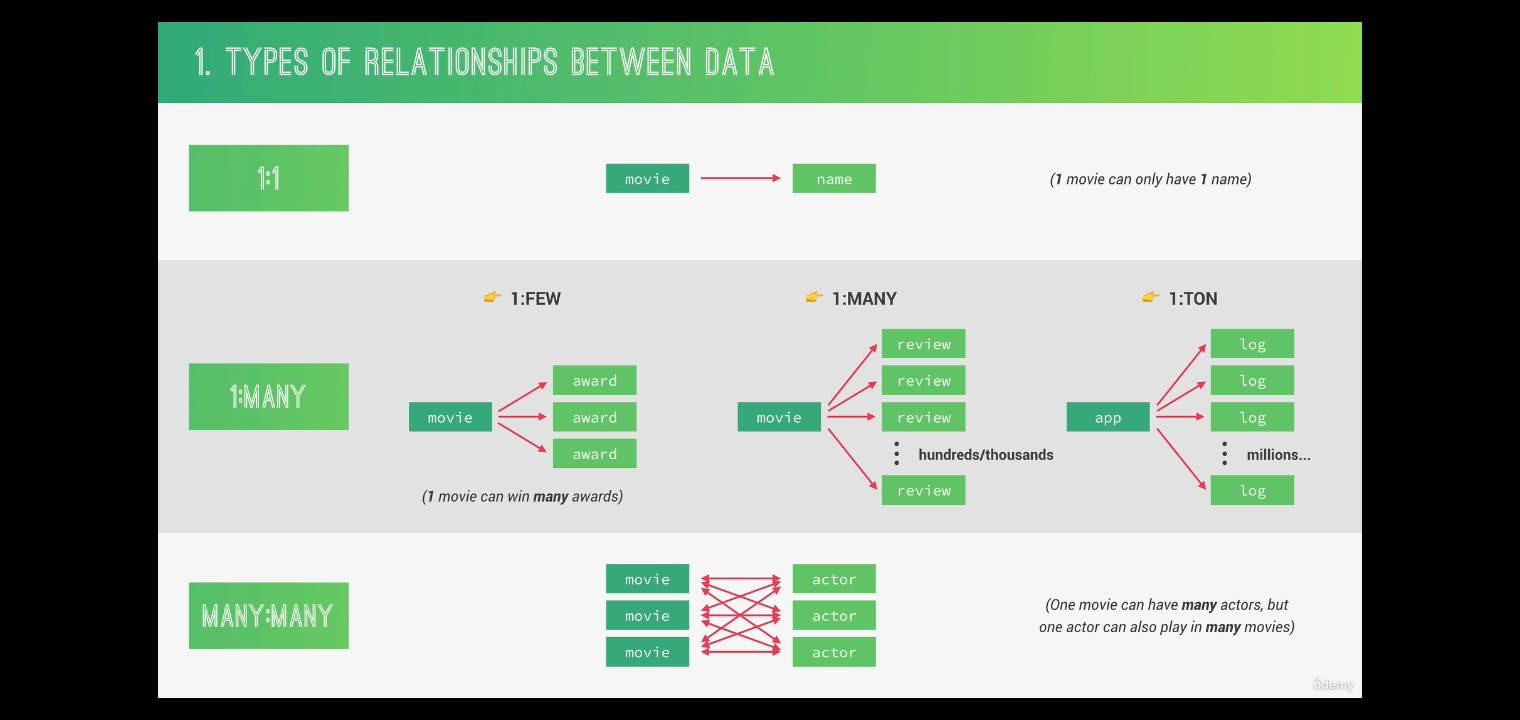 1. TYPES OF RELATIONSHIPS BETWEEN DATA
1:1
movie
name
(1 movie can only have 1 name)
1:MANY
👉 1:FEW
movie
award
award
award
(1 movie can win many awards)
👉 1:MANY
movie
review
review
review
hundreds/thousands
review
👉 1:TON
app
log
log
log
millions...
log
MANY:MANY
movie
movie
movie
actor
actor
actor
(One movie can have many actors, but
one actor can also play in many movies)
ûdemy